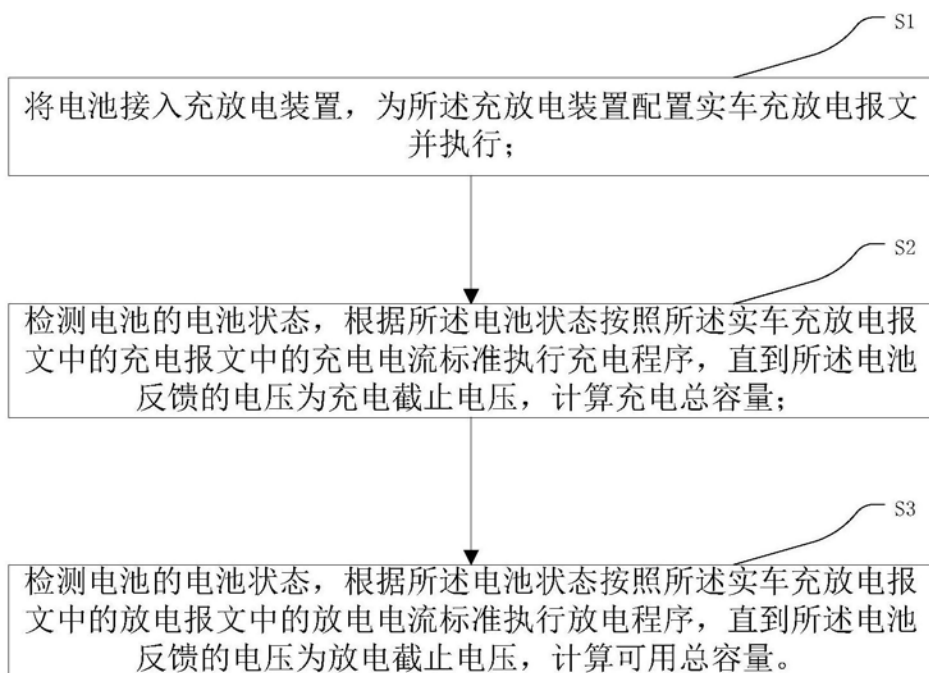 S1
将电池接入充放电装置，为所述充放电装置配置实车充放电报文
并执行；
S2
检测电池的电池状态，根据所述电池状态按照所述实车充放电报
文中的充电报文中的充电电流标准执行充电程序，直到所述电池
反馈的电压为充电截止电压，计算充电总容量；
S3
检测电池的电池状态，根据所述电池状态按照所述实车充放电报
文中的放电报文中的放电电流标准执行放电程序，直到所述电池
反馈的电压为放电截止电压，计算可用总容量。